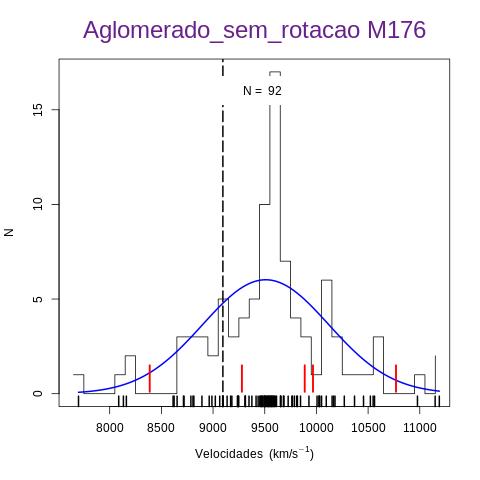 Aglomerado_sem_rotacao M176
N = 92
N
0
5
10
15
8000 8500 9000 9500 10000 10500 11000
Velocidades (km/s⁻¹)